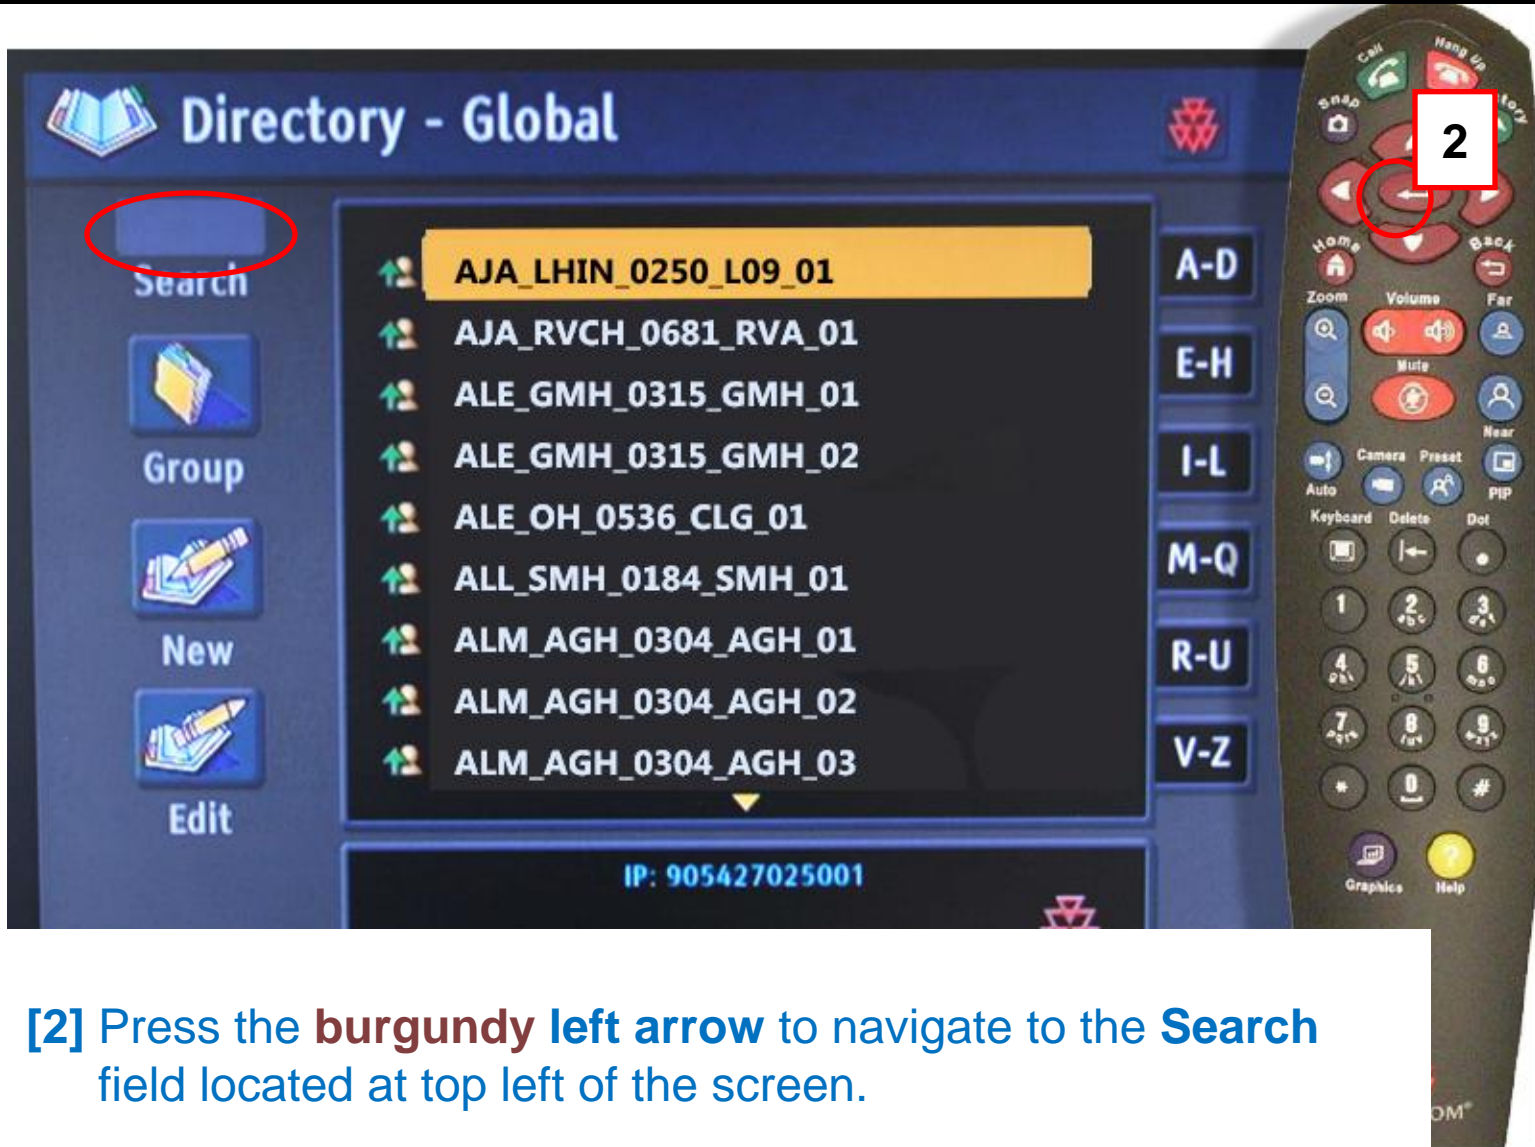 Directory - Global
Search
Group
New
Edit
AJA_LHIN_0250_L09_01
AJA_RVCH_0681_RVA_01
ALE_GMH_0315_GMH_01
ALE_GMH_0315_GMH_02
ALE_OH_0536_CLG_01
ALL_SMH_0184_SMH_01
ALM_AGH_0304_AGH_01
ALM_AGH_0304_AGH_02
ALM_AGH_0304_AGH_03
A-D
E-H
I-L
M-Q
R-U
V-Z
IP: 905427025001
Call Hang Up
Snap
2
Home Back
Zoom Volume Far
Mute
Near
Camera Preset
Auto PIP
Keyboard Delete Dot
1 2 abc 3
4 5 6 mno
7 8 tuv 9
* 0 #
?
Graphics Help
[2] Press the burgundy left arrow to navigate to the Search
field located at top left of the screen.